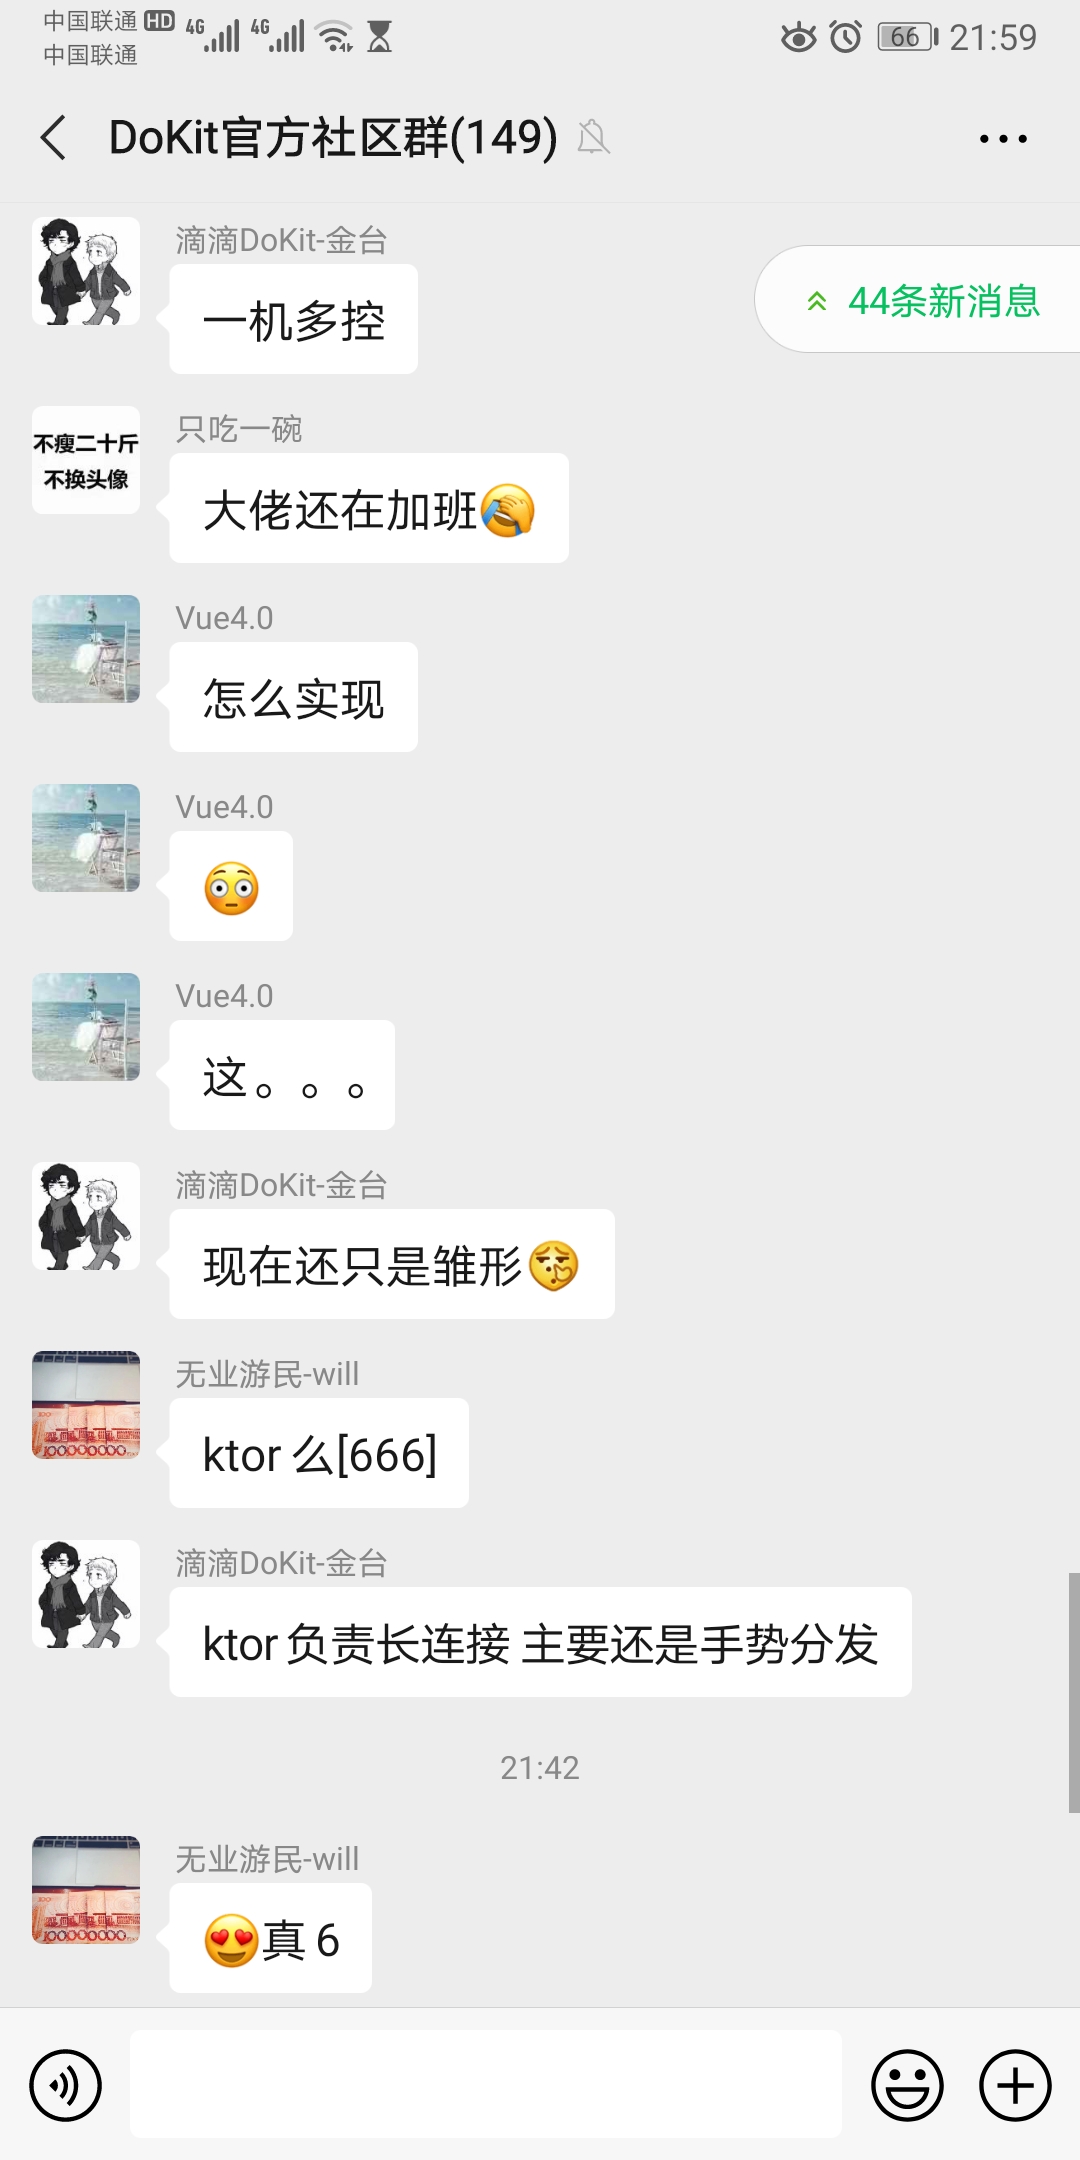 中国联通 HD 4G 4G 66 21:59
中国联通
DoKit官方社区群(149)
滴滴DoKit-金台
一机多控
44条新消息
只吃一碗
不瘦二十斤
不换头像
大佬还在加班
Vue4.0
怎么实现
Vue4.0
Vue4.0
这。。。
滴滴DoKit-金台
现在还只是雏形
无业游民-will
ktor 么[666]
滴滴DoKit-金台
ktor 负责长连接 主要还是手势分发
21:42
无业游民-will
真 6